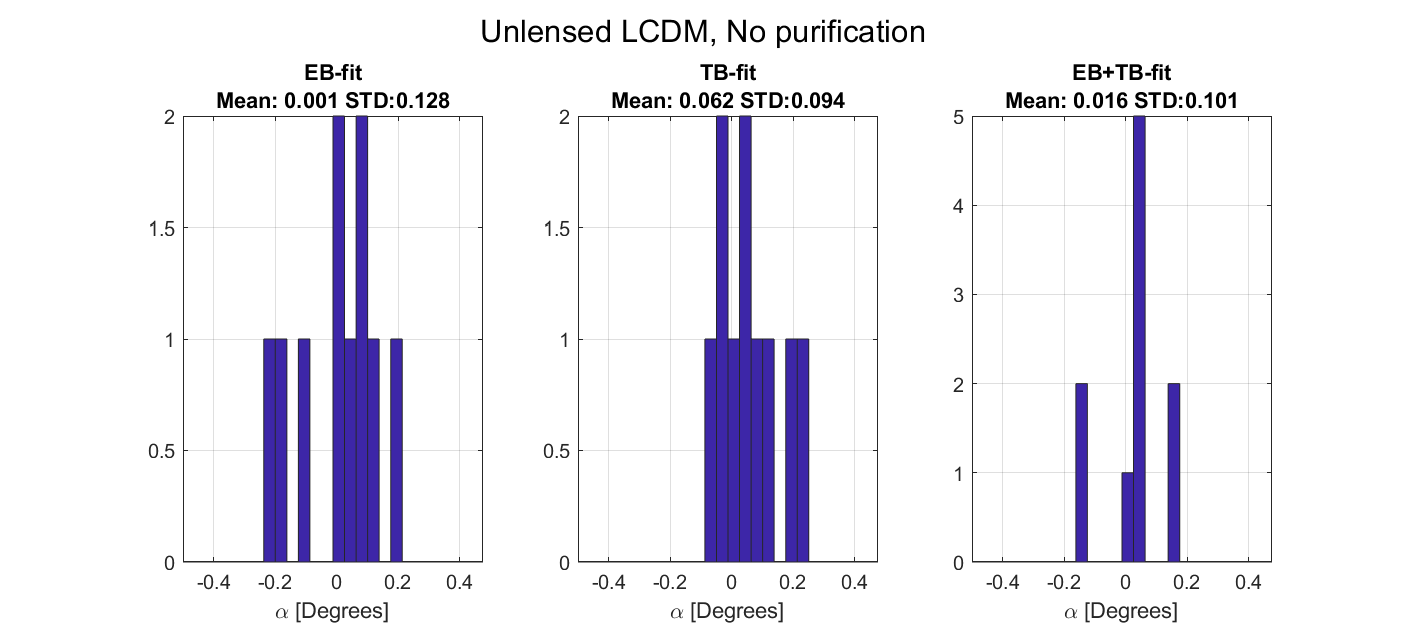 Unlensed LCDM, No purification
EB-fit
Mean: 0.001 STD:0.128
2
1.5
1
0.5
0
-0.4 -0.2 0 0.2 0.4
α [Degrees]
TB-fit
Mean: 0.062 STD:0.094
2
1.5
1
0.5
0
-0.4 -0.2 0 0.2 0.4
α [Degrees]
EB+TB-fit
Mean: 0.016 STD:0.101
5
4
3
2
1
0
-0.4 -0.2 0 0.2 0.4
α [Degrees]